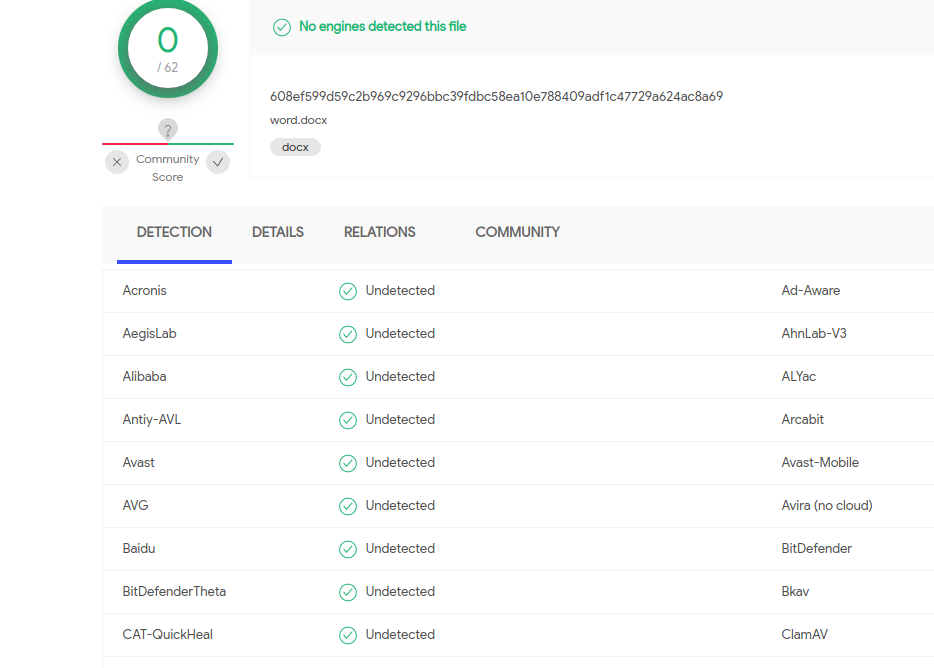 0
/ 62
No engines detected this file
608ef599d59c2b969c9296bbc39fdbc58ea10e788409adf1c47729a624ac8a69
word.docx
docx
?
Community
Score
DETECTION DETAILS RELATIONS COMMUNITY
Acronis Undetected Ad-Aware
AegisLab Undetected AhnLab-V3
Alibaba Undetected ALYac
Antiy-AVL Undetected Arcabit
Avast Undetected Avast-Mobile
AVG Undetected Avira (no cloud)
Baidu Undetected BitDefender
BitDefenderTheta Undetected Bkav
CAT-QuickHeal Undetected ClamAV